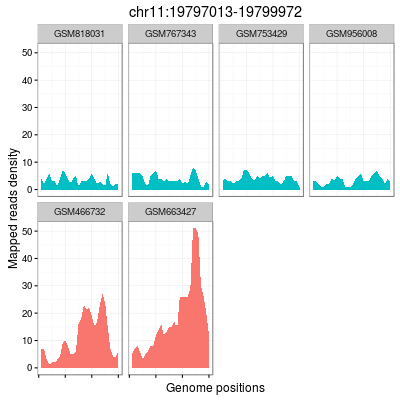 chr11:19797013-19799972
GSM818031 GSM767343 GSM753429 GSM956008
50
40
30
20
10
0
Mapped reads density
GSM466732 GSM663427
50
40
30
20
10
0
Genome positions